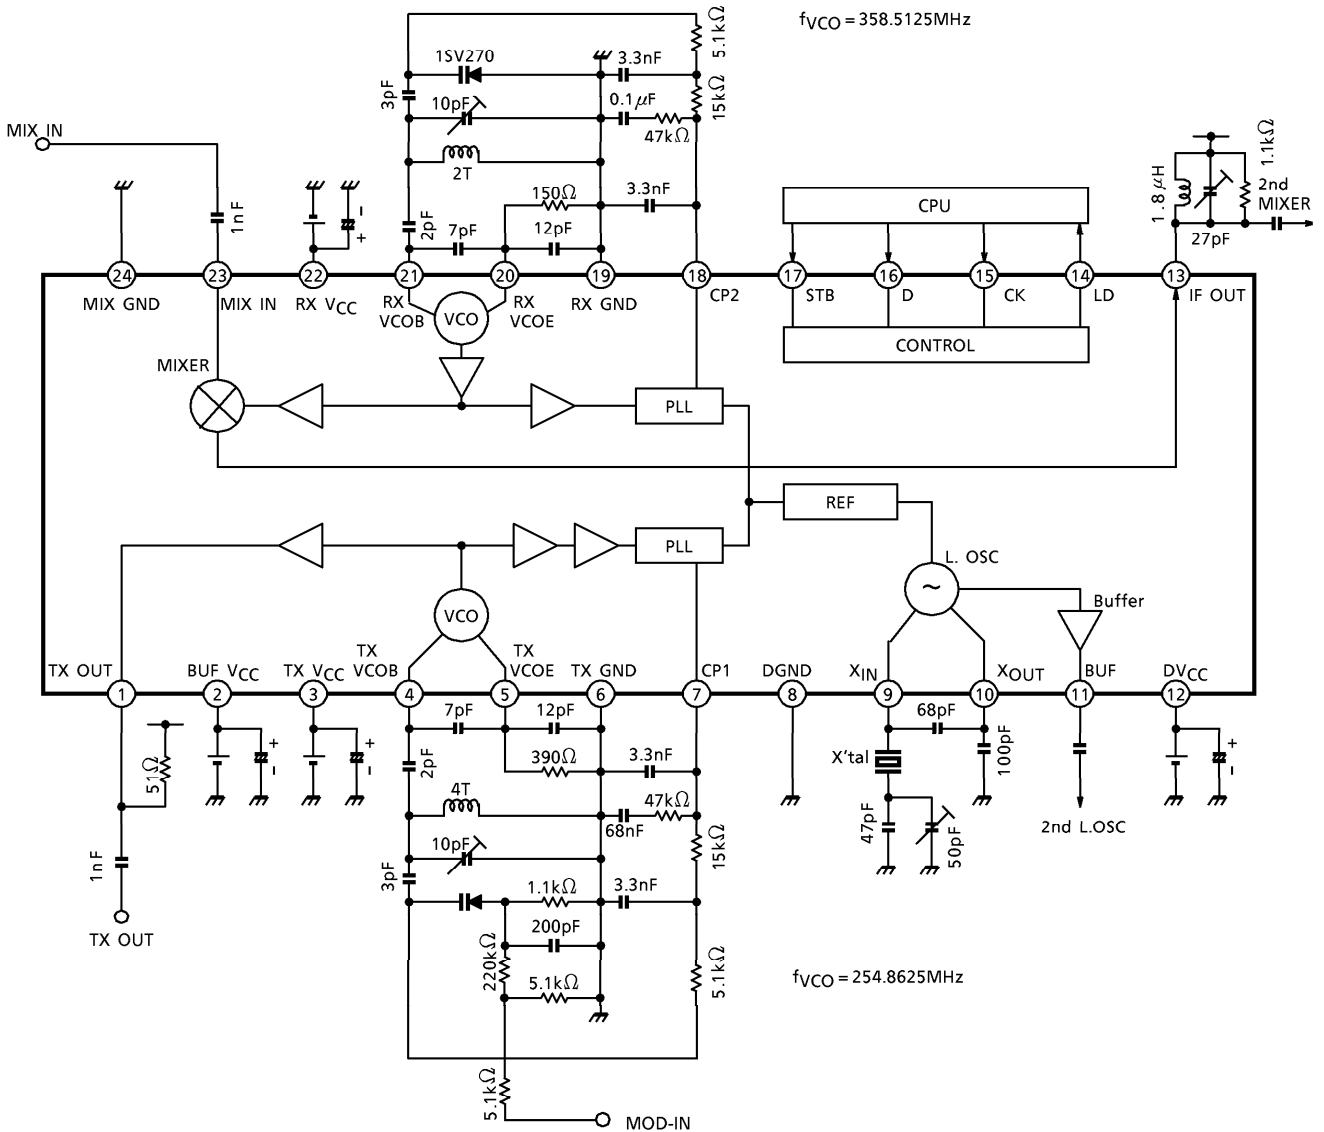 fVCO = 358.5125MHz
5.1kΩ
1SV270
3.3nF
3pF
10pF
0.1μF
15kΩ
47kΩ
MIX IN
2T
1nF
- +
2pF
150Ω
3.3nF
7pF
12pF
CPU
1.8μH
1.1kΩ
2nd
MIXER
27pF
24
23
22
21
20
19
18
17
16
15
14
13
MIX GND
MIX IN
RX VCC
RX
VCOB
RX
VCOE
RX GND
CP2
STB
D
CK
LD
IF OUT
VCO
CONTROL
MIXER
PLL
REF
PLL
L. OSC
~
Buffer
VCO
TX OUT
BUF VCC
TX VCC
TX
VCOB
TX
VCOE
TX GND
CP1
DGND
XIN
XOUT
BUF
DVCC
1
2
3
4
5
6
7
8
9
10
11
12
51Ω
+ -
+ -
7pF
12pF
2pF
390Ω
3.3nF
68pF
X'tal
100pF
+ -
4T
47kΩ
68nF
47pF
50pF
2nd L.OSC
1nF
10pF
15kΩ
3pF
1.1kΩ
3.3nF
TX OUT
200pF
220kΩ
5.1kΩ
5.1kΩ
fVCO = 254.8625MHz
5.1kΩ
MOD-IN